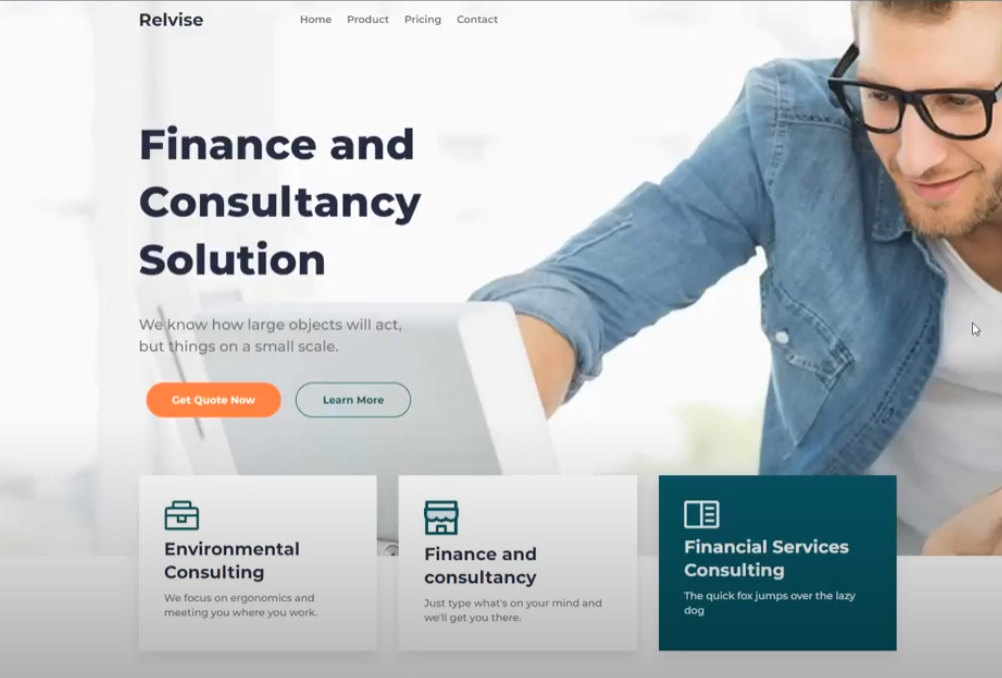 Relvise
Home Product Pricing Contact
Finance and
Consultancy
Solution
We know how large objects will act,
but things on a small scale.
Get Quote Now Learn More
Environmental
Consulting
We focus on ergonomics and
meeting you where you work.
Finance and
consultancy
Just type what's on your mind and
we'll get you there.
Financial Services
Consulting
The quick fox jumps over the lazy
dog